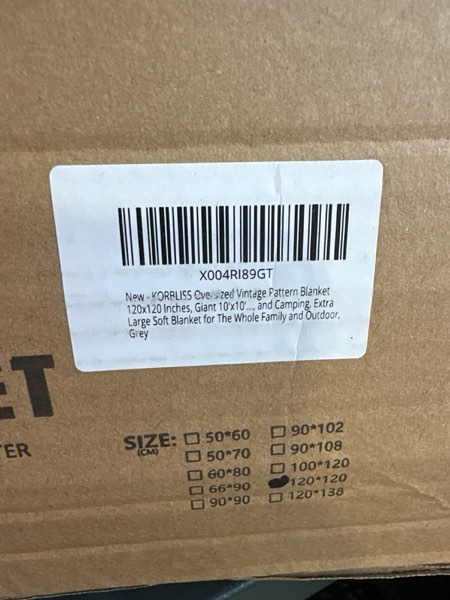 X004RI89GT
New - KORBLISS Oversized Vintage Pattern Blanket
120x120 Inches, Giant 10'x10'..., and Camping, Extra
Large Soft Blanket for The Whole Family and Outdoor,
Grey
ET
ER
SIZE:
(CM)
50*60
50*70
60*80
66*90
90*90
90*102
90*108
100*120
120*120
120*138